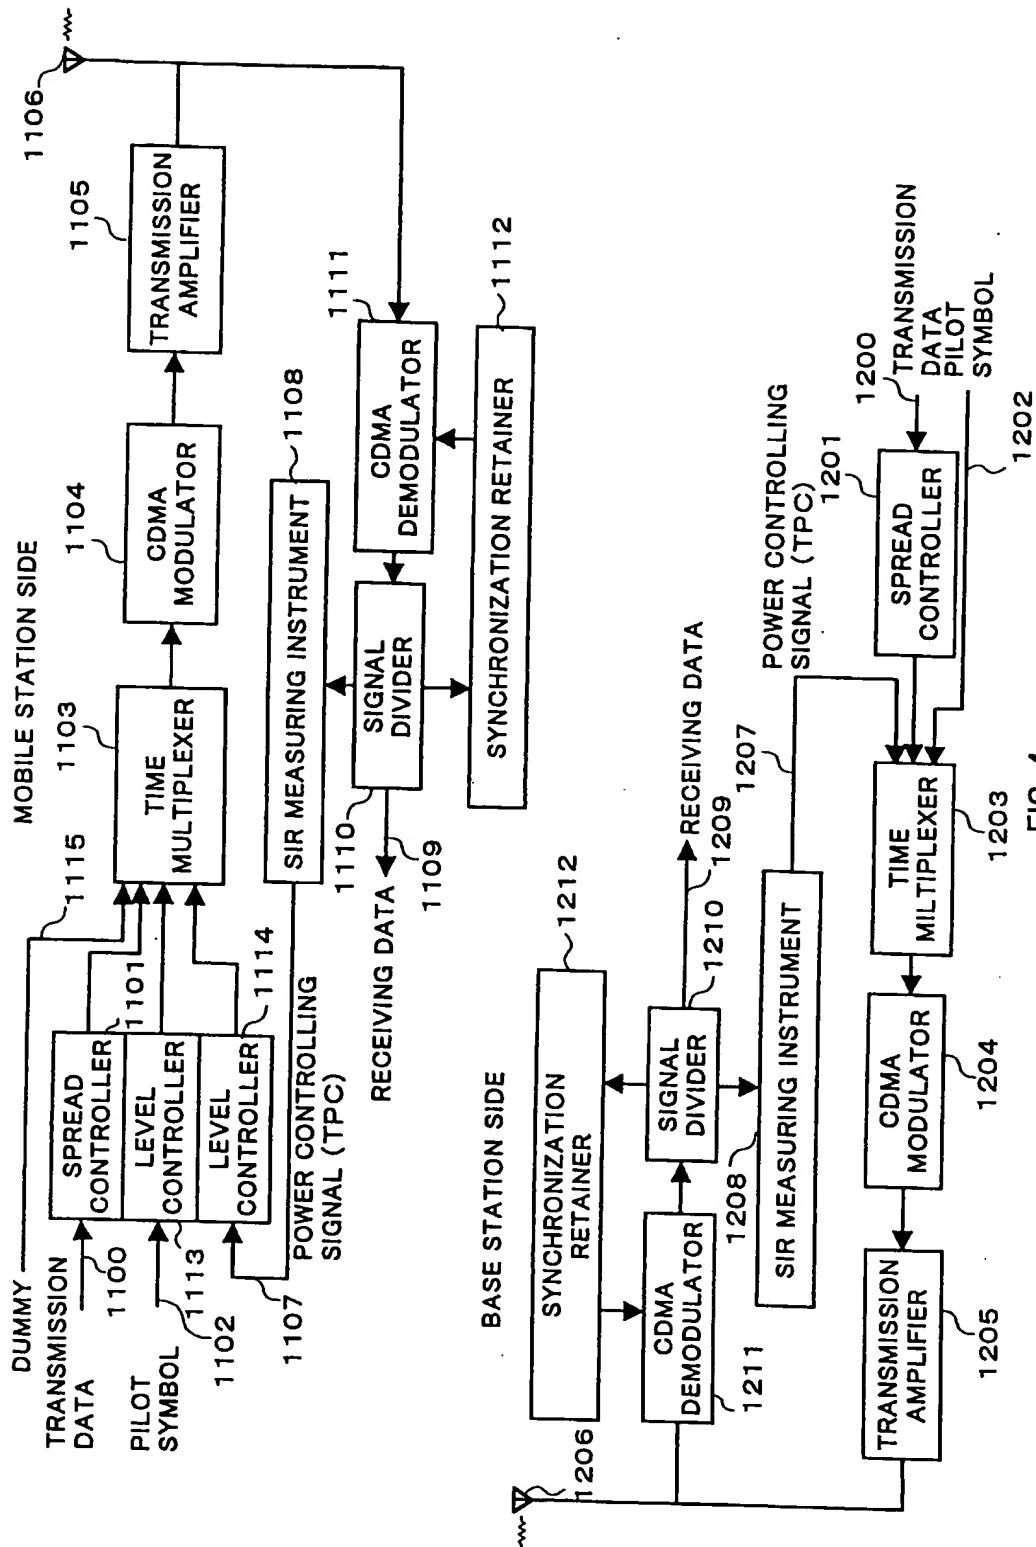 MOBILE STATION SIDE
DUMMY
1115
TRANSMISSION
DATA
1100
SPREAD
CONTROLLER
1101
PILOT
SYMBOL
1102
LEVEL
CONTROLLER
1113
LEVEL
CONTROLLER
1114
1107
POWER CONTROLLING
SIGNAL (TPC)
TIME
MULTIPLEXER
1103
CDMA
MODULATOR
1104
TRANSMISSION
AMPLIFIER
1105
1106
SIR MEASURING INSTRUMENT
1108
SIGNAL
DIVIDER
1110
RECEIVING DATA
1109
CDMA
DEMODULATOR
1111
SYNCHRONIZATION RETAINER
1112
BASE STATION SIDE
1206
SYNCHRONIZATION
RETAINER
1212
CDMA
DEMODULATOR
1211
SIGNAL
DIVIDER
1210
RECEIVING DATA
1209
SIR MEASURING INSTRUMENT
1208
1207
POWER CONTROLLING
SIGNAL (TPC)
TRANSMISSION
AMPLIFIER
1205
CDMA
MODULATOR
1204
TIME
MILTIPLEXER
1203
SPREAD
CONTROLLER
1201
1200
TRANSMISSION
DATA
PILOT
SYMBOL
1202
FIG. 4